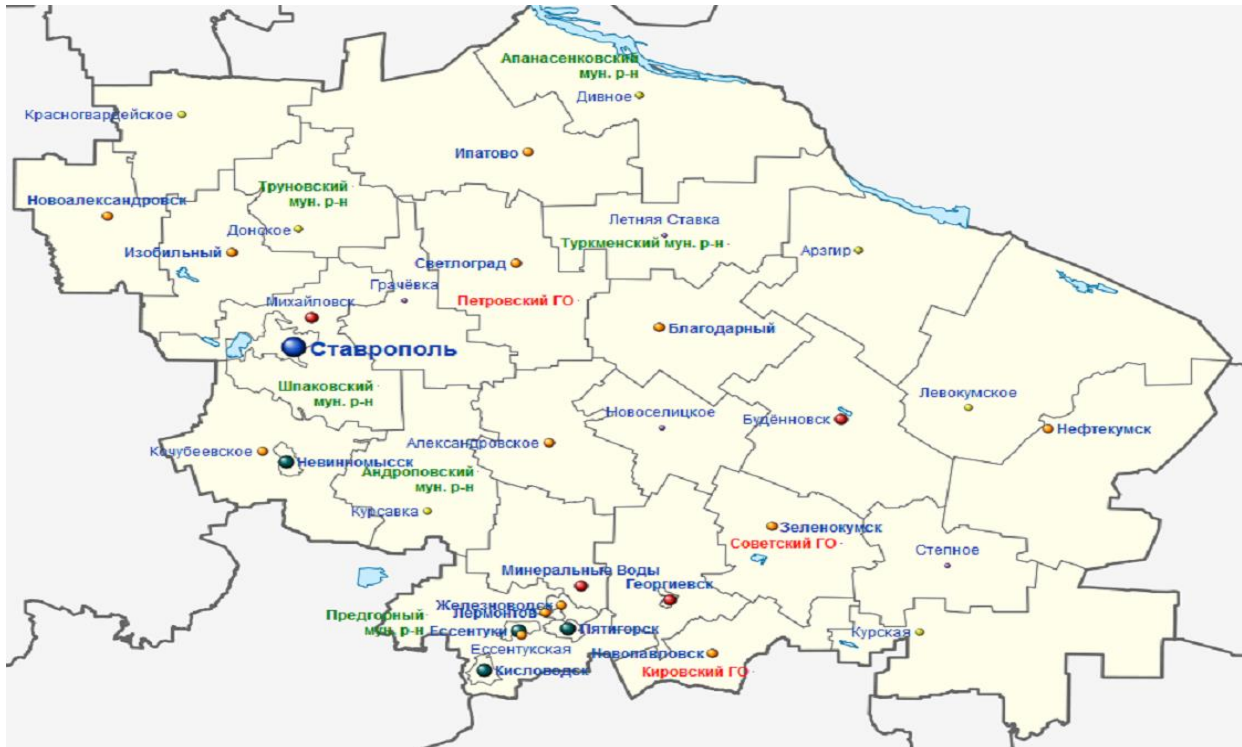 Апанасенковский
мун. р-н
Дивное
Красногвардейское
Ипатово
Труновский
мун. р-н
Новоалександровск
Летняя Ставка
Донское
Туркменский мун. р-н
Изобильный
Арзгир
Светлоград
Грачёвка
Михайловск
Петровский ГО
Благодарный
Ставрополь
Шпаковский
мун. р-н
Левокумское
Новоселицкое
Будённовск
Нефтекумск
Александровское
Кочубеевское
Невинномысск
Андроповский
мун. р-н
Курсавка
Зеленокумск
Советский ГО
Степное
Минеральные Воды
Георгиевск
Железноводск
Лермонтов
Предгорный
мун. р-н
Ессентуки
Пятигорск
Курская
Ессентукская
Новопавловск
Кисловодск
Кировский ГО